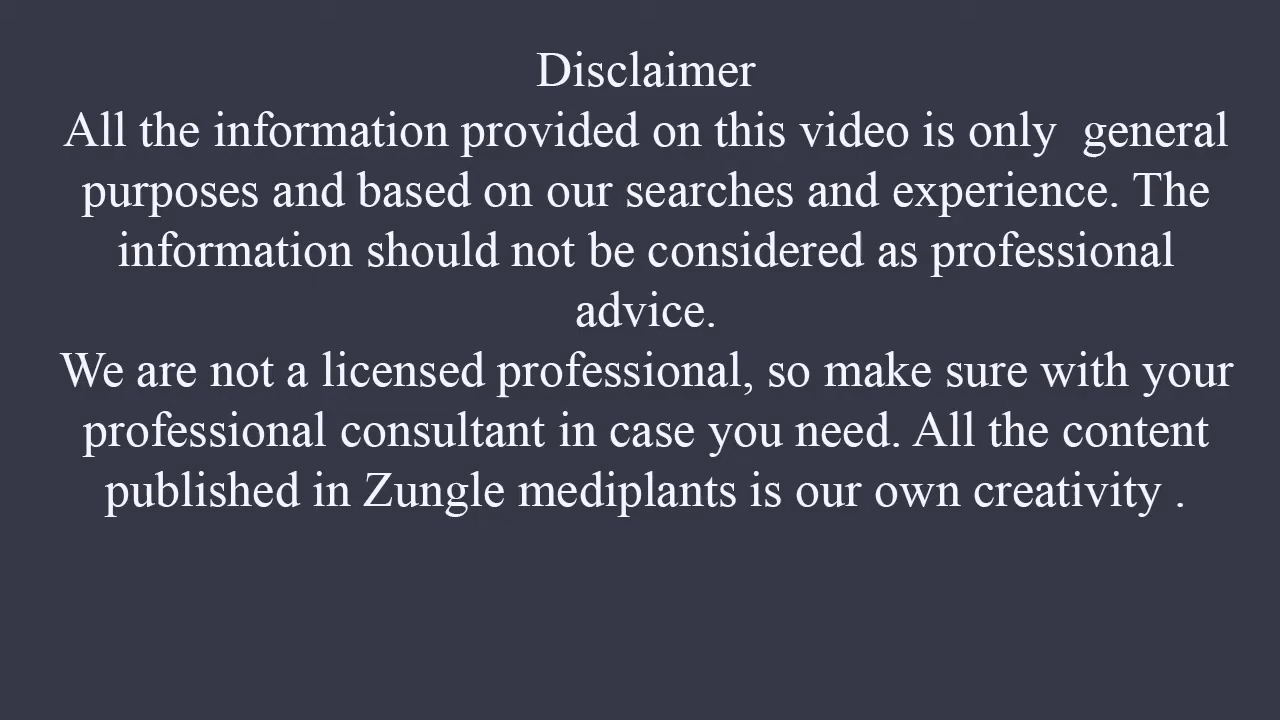 Disclaimer
All the information provided on this video is only  general
purposes and based on our searches and experience. The
information should not be considered as professional
advice.
We are not a licensed professional, so make sure with your
professional consultant in case you need. All the content
published in Zungle mediplants is our own creativity .